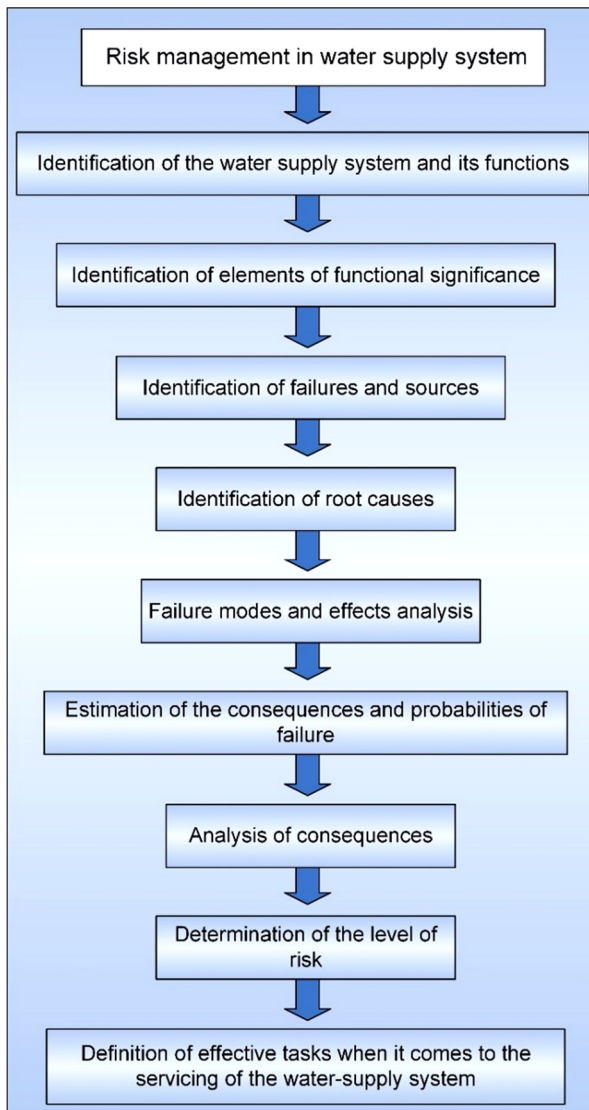 Risk management in water supply system
Identification of the water supply system and its functions
Identification of elements of functional significance
Identification of failures and sources
Identification of root causes
Failure modes and effects analysis
Estimation of the consequences and probabilities of
failure
Analysis of consequences
Determination of the level of
risk
Definition of effective tasks when it comes to the
servicing of the water-supply system